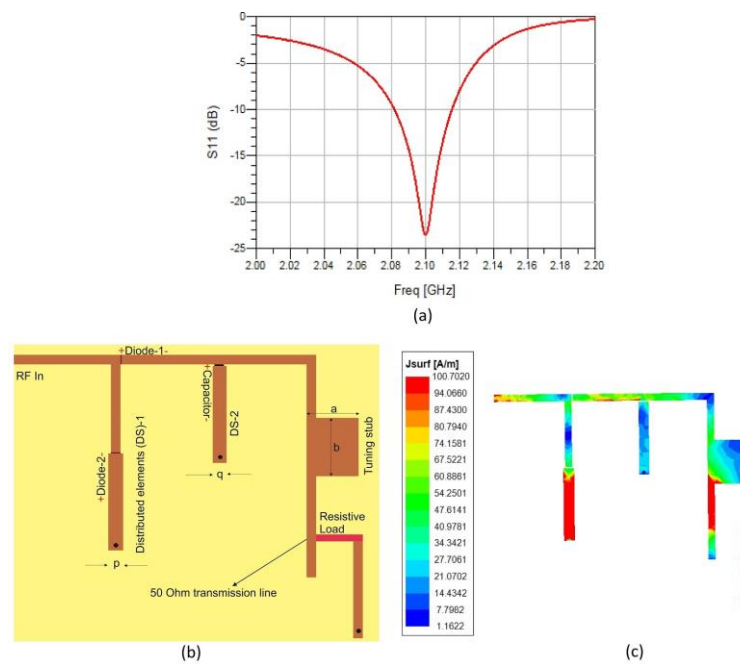 0
-5
-10
-15
-20
-25
S11 (dB)
2.00 2.02 2.04 2.06 2.08 2.10 2.12 2.14 2.16 2.18 2.20
Freq [GHz]
(a)
+Diode-1-
RF In
+Capacitor-
DS-2
a
b
Tuning stub
+Diode-2-
Distributed elements (DS)-1
q
p
Resistive
Load
50 Ohm transmission line
(b)
Jsurf [A/m]
100.7020
94.0660
87.4300
80.7940
74.1581
67.5221
60.8861
54.2501
47.6141
40.9781
34.3421
27.7061
21.0702
14.4342
7.7982
1.1622
(c)